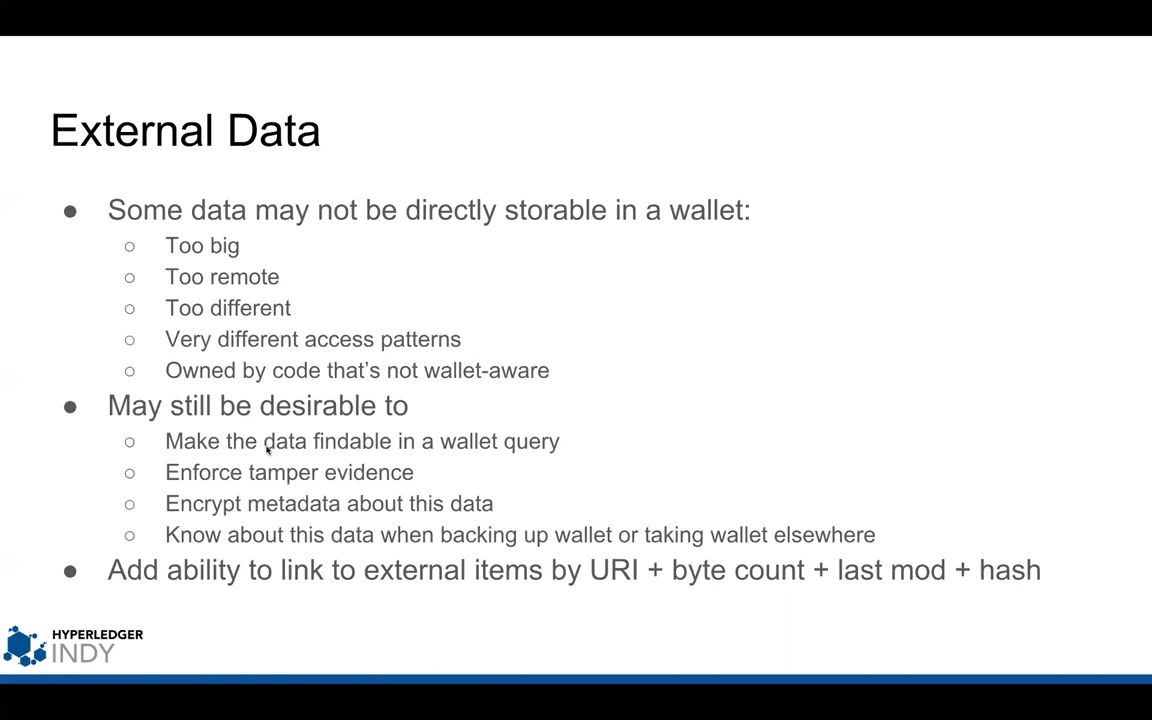 External Data
● Some data may not be directly storable in a wallet:
○ Too big
○ Too remote
○ Too different
○ Very different access patterns
○ Owned by code that’s not wallet-aware
● May still be desirable to
○ Make the data findable in a wallet query
○ Enforce tamper evidence
○ Encrypt metadata about this data
○ Know about this data when backing up wallet or taking wallet elsewhere
● Add ability to link to external items by URI + byte count + last mod + hash
HYPERLEDGER
INDY